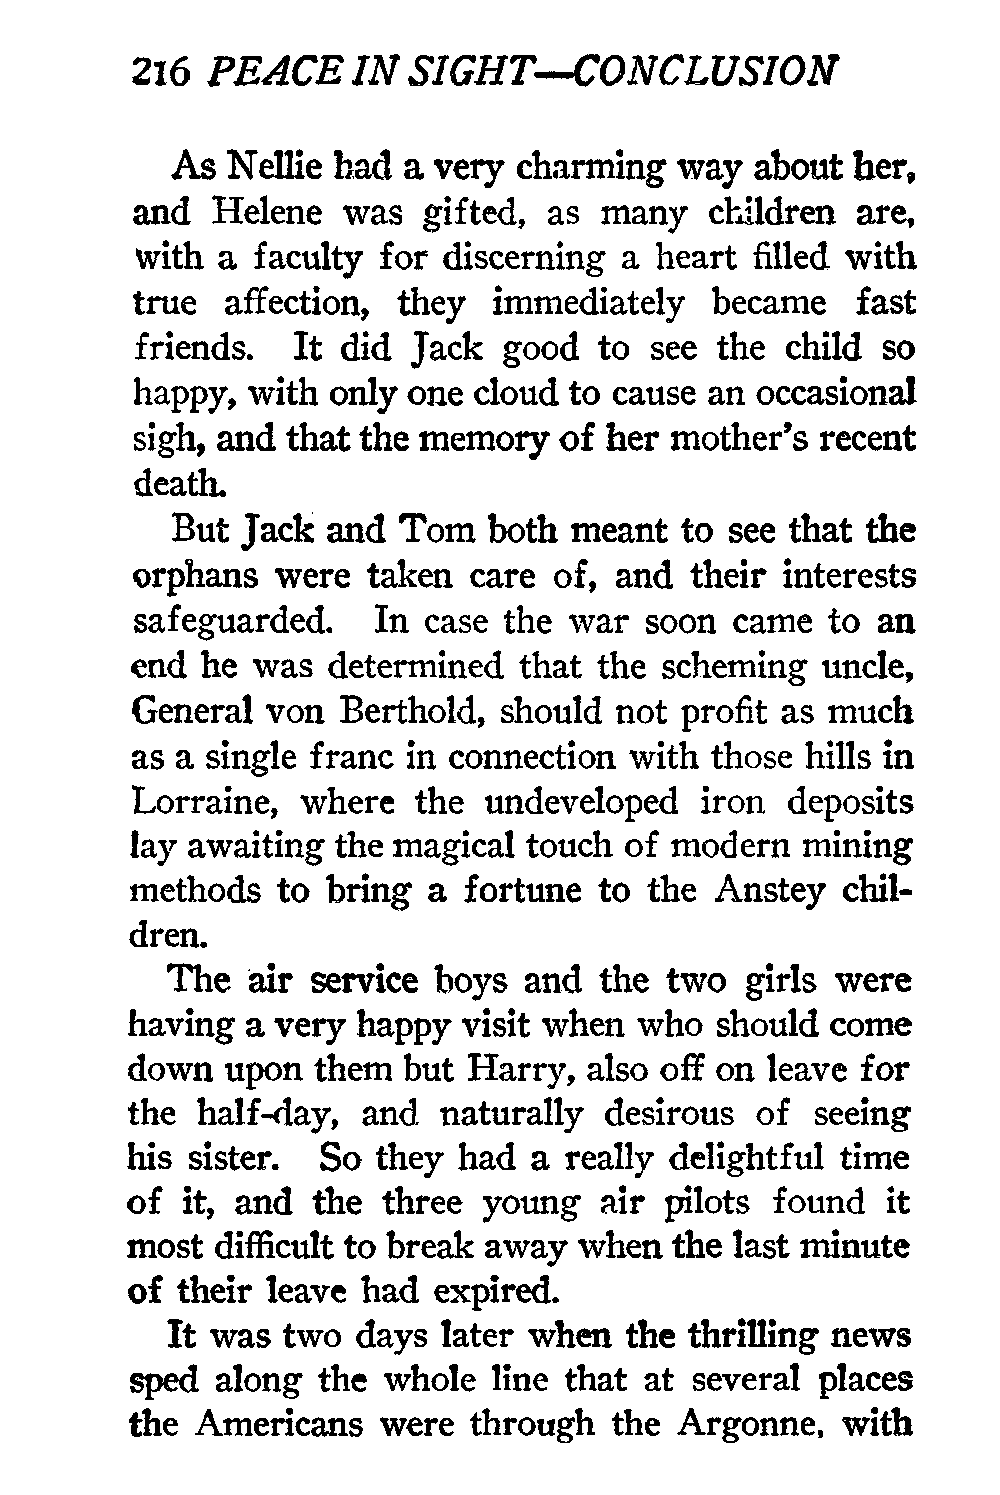 216 PEACE IN SIGHT—CONCLUSION
As Nellie had a very charming way about her,
and Helene was gifted, as many children are,
with a faculty for discerning a heart filled with
true affection, they immediately became fast
friends. It did Jack good to see the child so
happy, with only one cloud to cause an occasional
sigh, and that the memory of her mother's recent
death.
But Jack and Tom both meant to see that the
orphans were taken care of, and their interests
safeguarded. In case the war soon came to an
end he was determined that the scheming uncle,
General von Berthold, should not profit as much
as a single franc in connection with those hills in
Lorraine, where the undeveloped iron deposits
lay awaiting the magical touch of modern mining
methods to bring a fortune to the Anstey chil-
dren.
The air service boys and the two girls were
having a very happy visit when who should come
down upon them but Harry, also off on leave for
the half-day, and naturally desirous of seeing
his sister. So they had a really delightful time
of it, and the three young air pilots found it
most difficult to break away when the last minute
of their leave had expired.
It was two days later when the thrilling news
sped along the whole line that at several places
the Americans were through the Argonne, with